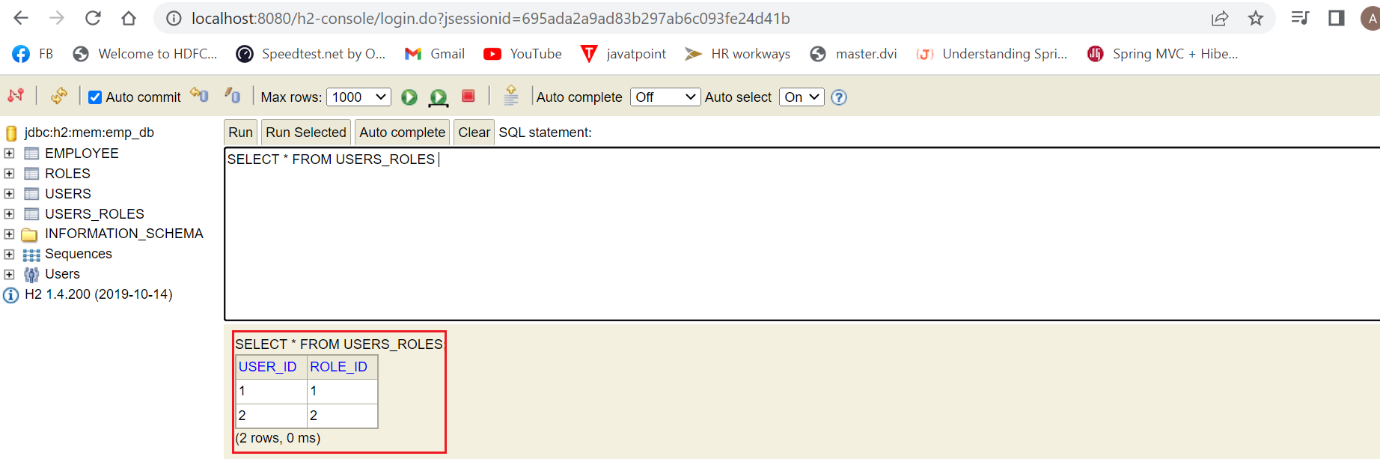 localhost:8080/h2-console/login.do?jsessionid=695ada2a9ad83b297ab6c093fe24d41b
A
FB Welcome to HDFC... Speedtest.net by O... Gmail YouTube javatpoint HR workways master.dvi Understanding Spri... Spring MVC + Hibe...
Auto commit Max rows: 1000 Auto complete Off Auto select On ?
jdbc:h2:mem:emp_db
EMPLOYEE
ROLES
USERS
USERS_ROLES
INFORMATION_SCHEMA
Sequences
Users
H2 1.4.200 (2019-10-14)
Run Run Selected Auto complete Clear SQL statement:
SELECT * FROM USERS_ROLES
SELECT * FROM USERS_ROLES
USER_ID ROLE_ID
1 1
2 2
(2 rows, 0 ms)